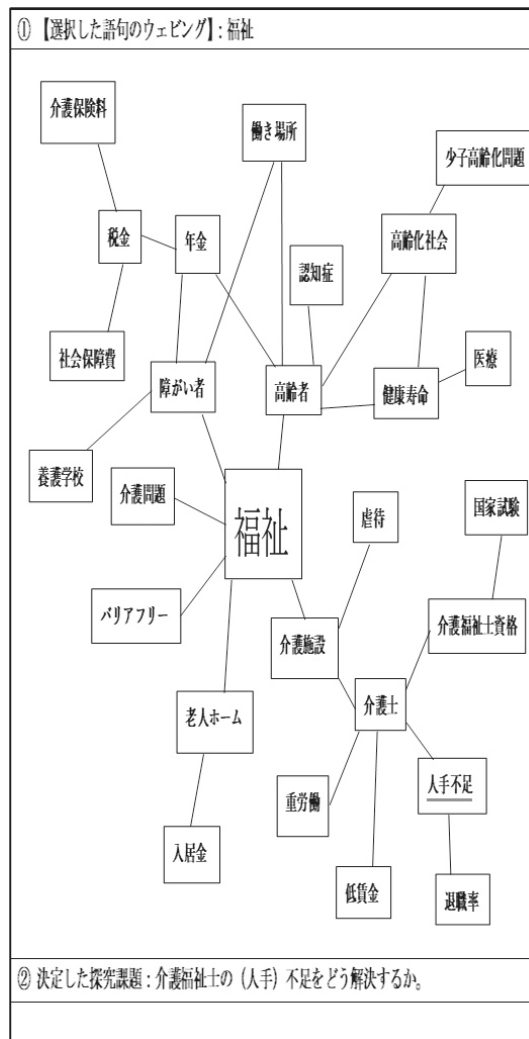 ① 【選択した語句のウェビング】: 福祉
介護保険料
働き場所
少子高齢化問題
税金
年金
高齢化社会
認知症
社会保障費
障がい者
高齢者
健康寿命
医療
養護学校
介護問題
福祉
虐待
国家試験
バリアフリー
介護施設
介護福祉士資格
老人ホーム
介護士
重労働
人手不足
入居金
低賃金
退職率
② 決定した探究課題 : 介護福祉士の (人手) 不足をどう解決するか。